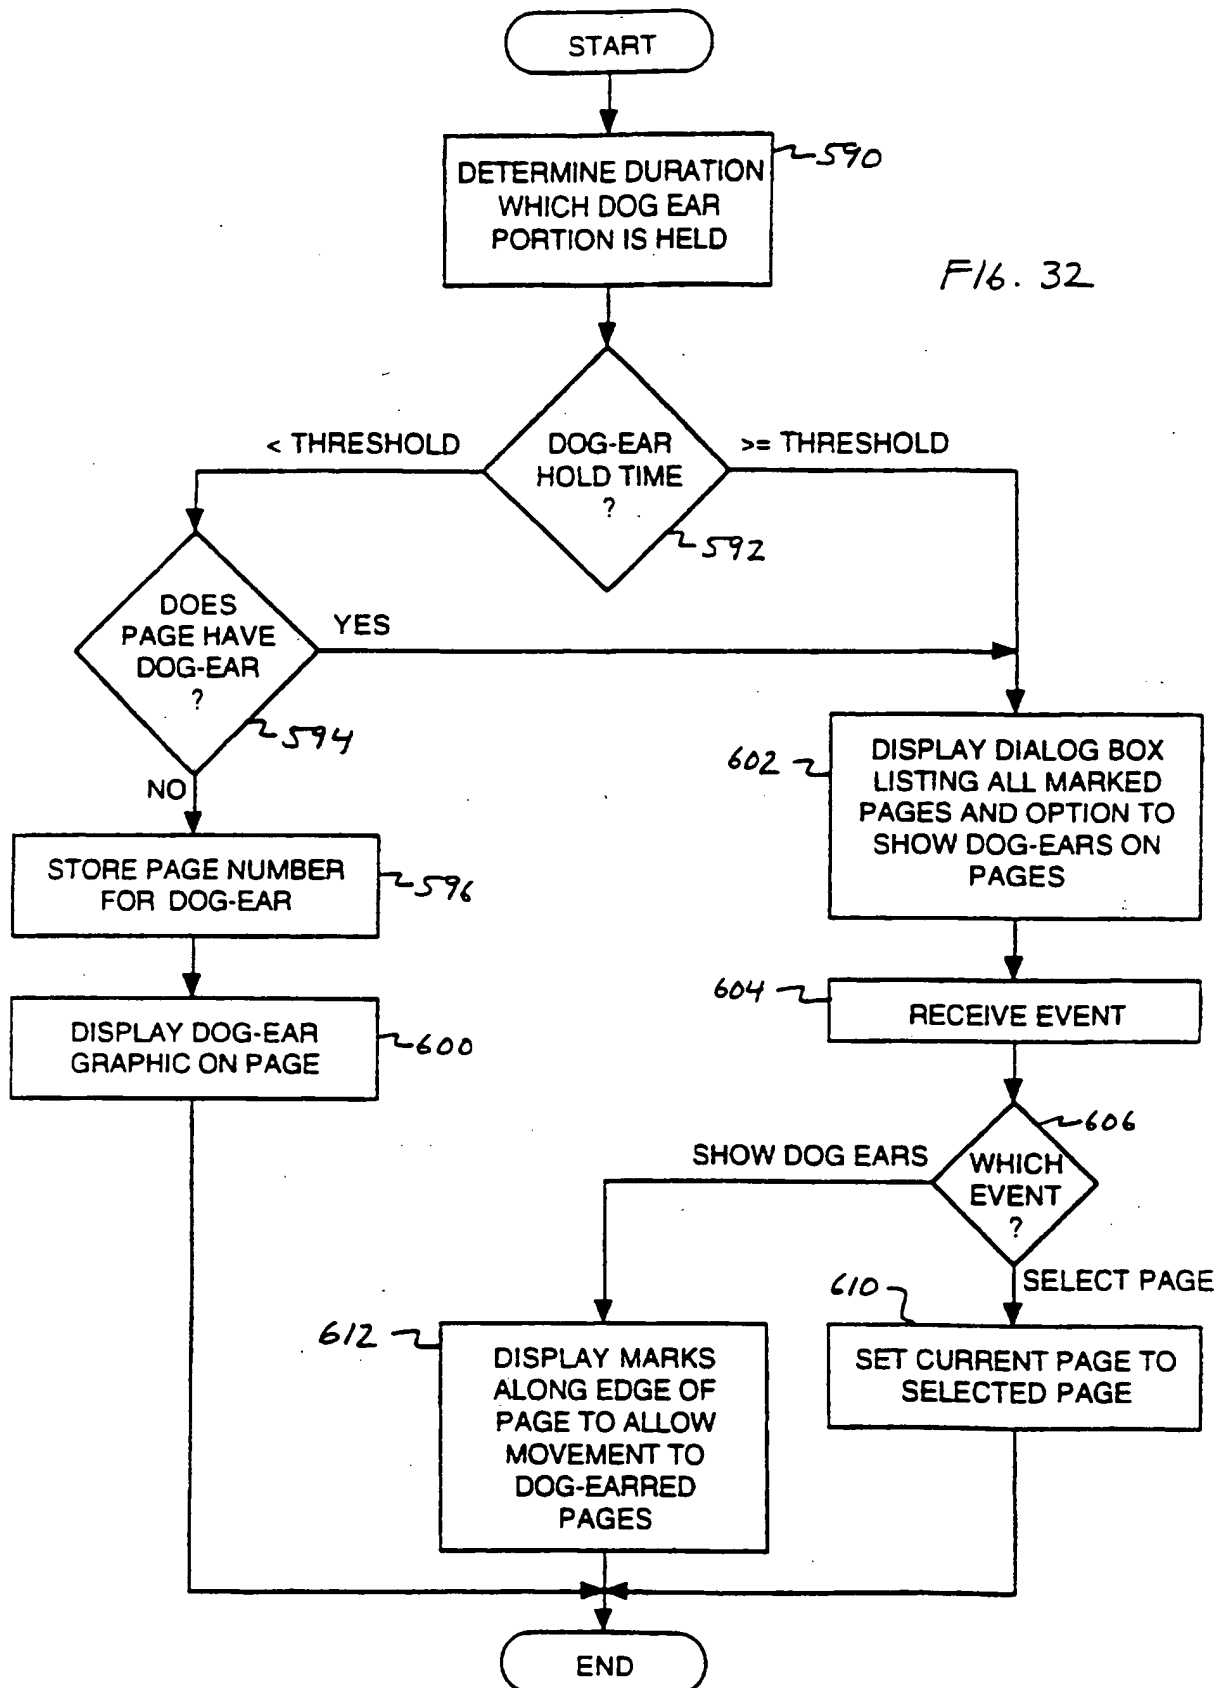 START
590
DETERMINE DURATION
WHICH DOG EAR
PORTION IS HELD
FIG. 32
< THRESHOLD
DOG-EAR
HOLD TIME
?
>= THRESHOLD
592
DOES
PAGE HAVE
DOG-EAR
?
YES
594
NO
602
DISPLAY DIALOG BOX
LISTING ALL MARKED
PAGES AND OPTION TO
SHOW DOG-EARS ON
PAGES
STORE PAGE NUMBER
FOR DOG-EAR
596
604
RECEIVE EVENT
DISPLAY DOG-EAR
GRAPHIC ON PAGE
600
606
SHOW DOG EARS
WHICH
EVENT
?
SELECT PAGE
610
612
DISPLAY MARKS
ALONG EDGE OF
PAGE TO ALLOW
MOVEMENT TO
DOG-EARRED
PAGES
SET CURRENT PAGE TO
SELECTED PAGE
END